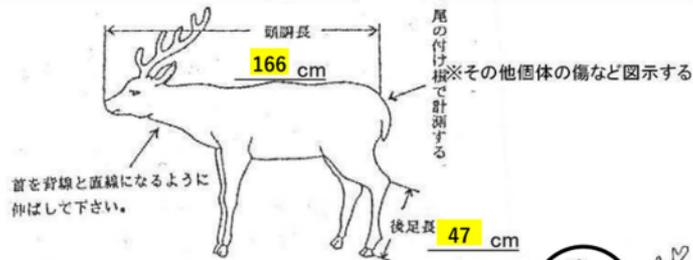 頭胴長
166 cm
尾の付け根で計測する
※その他個体の傷など図示する
首を背線と直線になるように
伸ばして下さい。
後足長 47 cm